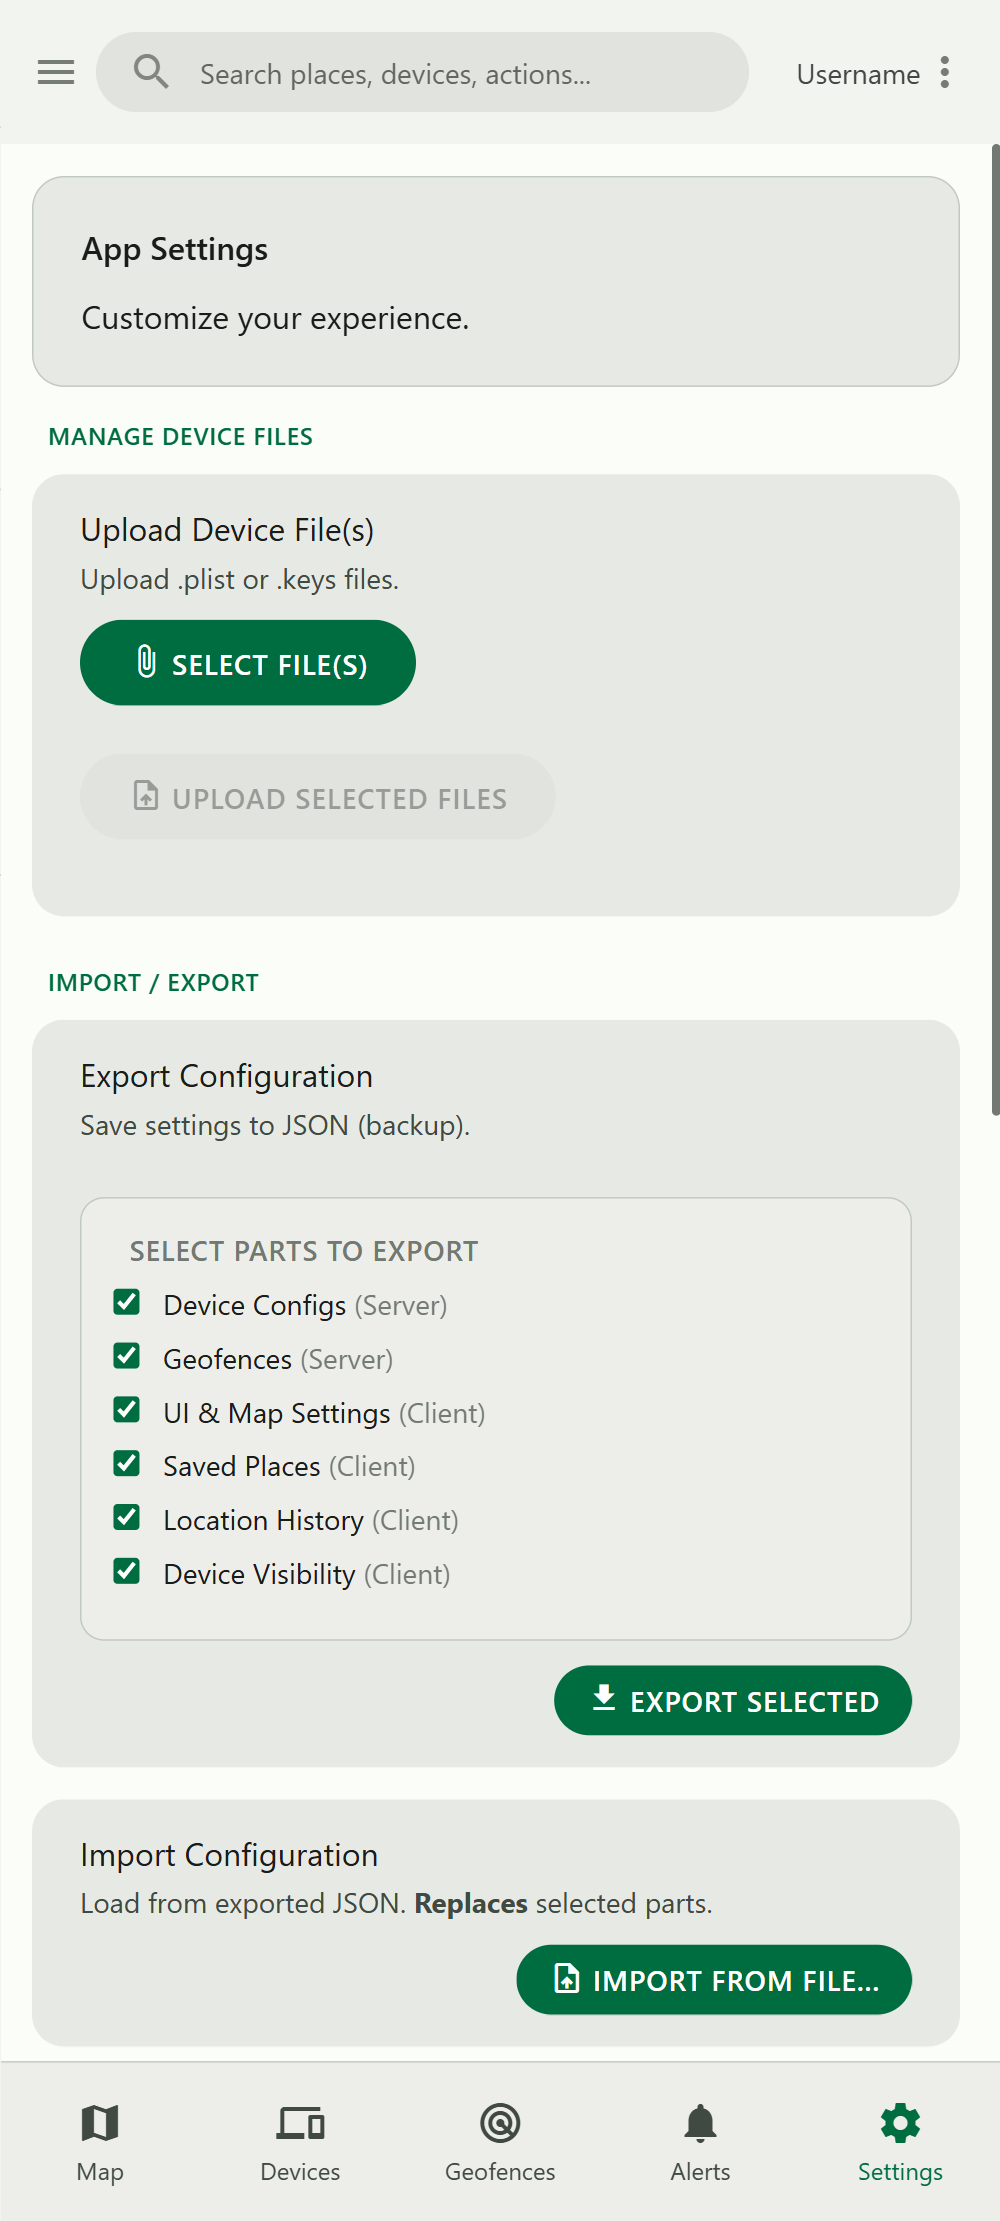 Search places, devices, actions...
Username
App Settings
Customize your experience.
MANAGE DEVICE FILES
Upload Device File(s)
Upload .plist or .keys files.
SELECT FILE(S)
UPLOAD SELECTED FILES
IMPORT / EXPORT
Export Configuration
Save settings to JSON (backup).
SELECT PARTS TO EXPORT
Device Configs (Server)
Geofences (Server)
UI & Map Settings (Client)
Saved Places (Client)
Location History (Client)
Device Visibility (Client)
EXPORT SELECTED
Import Configuration
Load from exported JSON. Replaces selected parts.
IMPORT FROM FILE...
Map
Devices
Geofences
Alerts
Settings